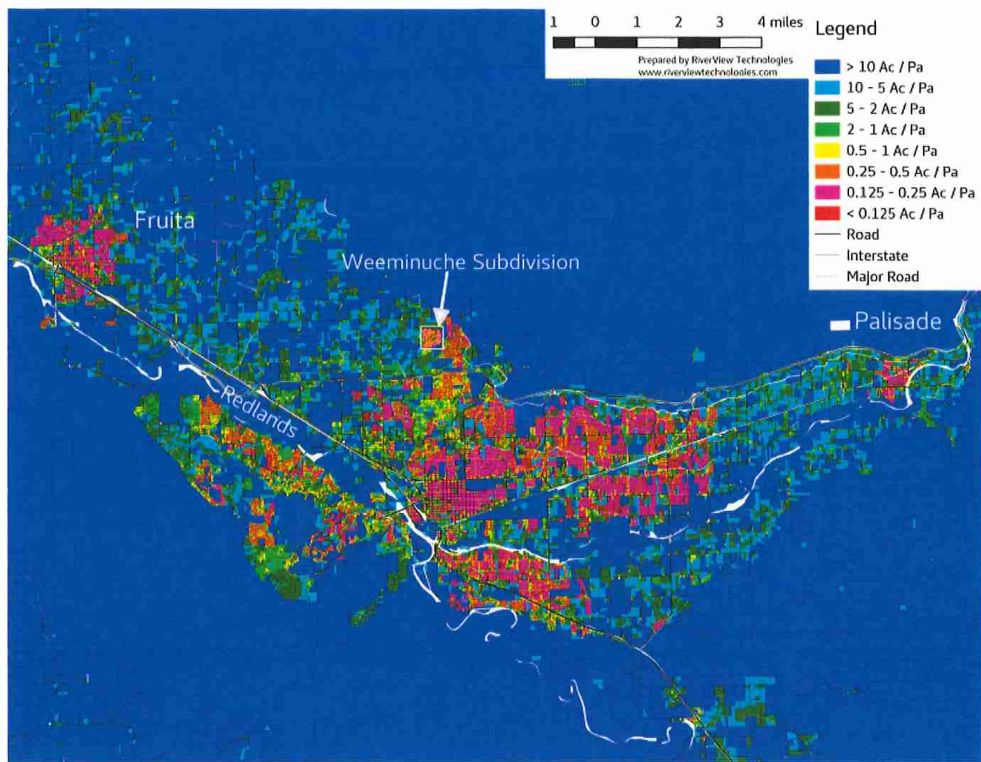 1 0 1 2 3 4 miles
Prepared by RiverView Technologies
www.riverviewtechnologies.com
Legend
> 10 Ac / Pa
10 - 5 Ac / Pa
5 - 2 Ac / Pa
2 - 1 Ac / Pa
0.5 - 1 Ac / Pa
0.25 - 0.5 Ac / Pa
0.125 - 0.25 Ac / Pa
< 0.125 Ac / Pa
Road
Interstate
Major Road
Fruita
Weeminuche Subdivision
Palisade
Redlands